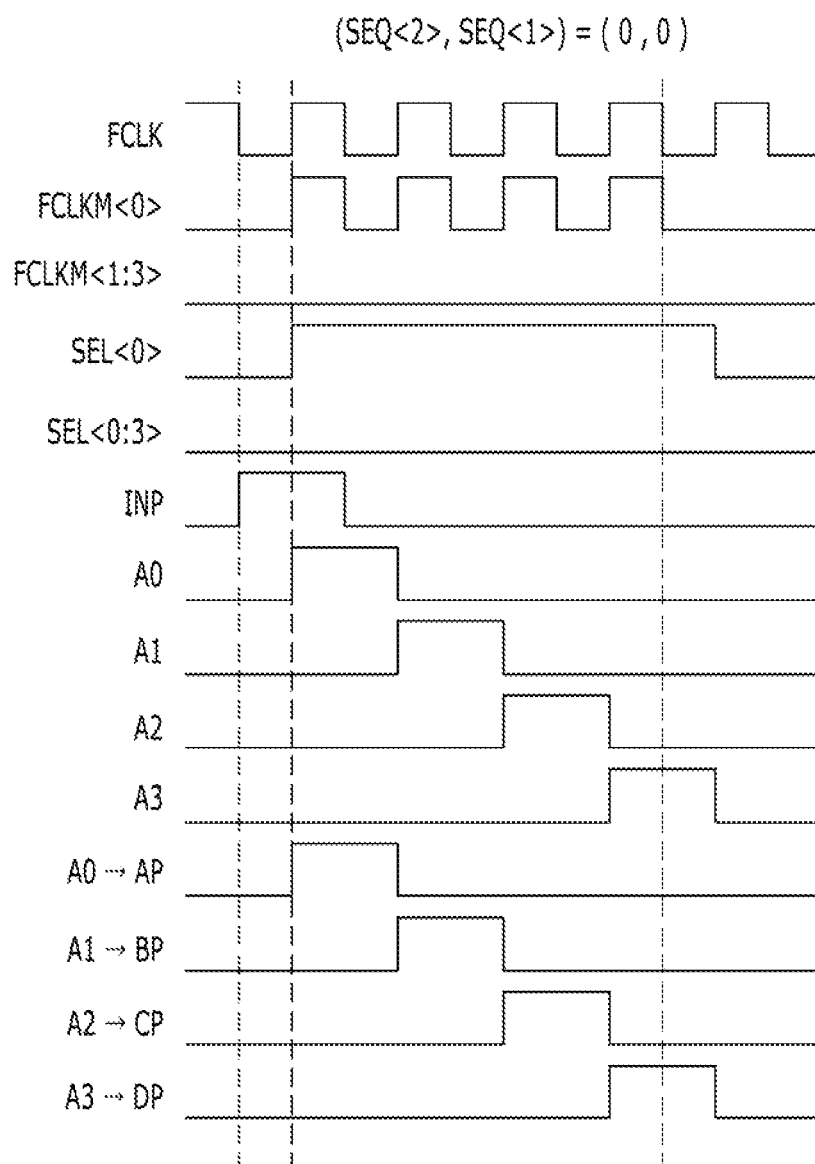 (SEQ<2>, SEQ<1>) = ( 0 , 0 )
FCLK
FCLKM<0>
FCLKM<1:3>
SEL<0>
SEL<0:3>
INP
A0
A1
A2
A3
A0 → AP
A1 → BP
A2 → CP
A3 → DP